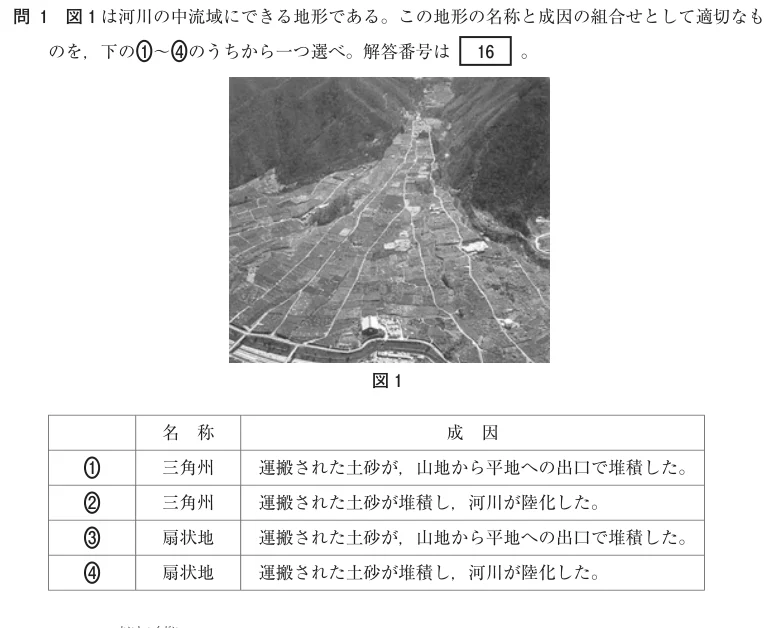 問 1 図 1 は河川の中流域にできる地形である。この地形の名称と成因の組合せとして適切なも
のを，下の①～④のうちから一つ選べ。解答番号は 16 。
図 1
名 称 成 因
① 三角州 運搬された土砂が，山地から平地への出口で堆積した。
② 三角州 運搬された土砂が堆積し，河川が陸化した。
③ 扇状地 運搬された土砂が，山地から平地への出口で堆積した。
④ 扇状地 運搬された土砂が堆積し，河川が陸化した。